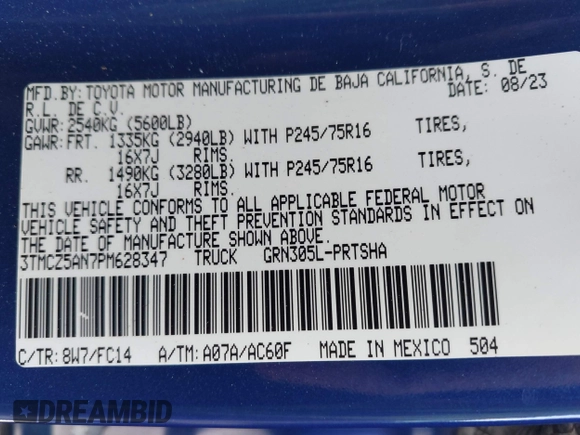 MFD.BY:TOYOTA MOTOR MANUFACTURING DE BAJA CALIFORNIA, S. DE
R.L. DE C.V. DATE: 08/23
GVWR:2540KG (5600LB)
GAWR:FRT. 1335KG (2940LB) WITH P245/75R16 TIRES,
16X7J RIMS.
RR. 1490KG (3280LB) WITH P245/75R16 TIRES,
16X7J RIMS.
THIS VEHICLE CONFORMS TO ALL APPLICABLE FEDERAL MOTOR
VEHICLE SAFETY AND THEFT PREVENTION STANDARDS IN EFFECT ON
THE DATE OF MANUFACTURE SHOWN ABOVE.
3TMCZ5AN7PM628347 TRUCK GRN305L-PRTSHA
C/TR: 8W7/FC14 A/TM: A07A/AC60F MADE IN MEXICO 504
DREAMBID